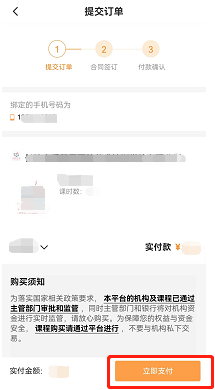 提交订单
1 2 3
提交订单 合同签订 付款确认
绑定的手机号码为
1
课时数:
实付款 ¥
购买须知
为落实国家相关政策要求，本平台的机构及课程已通过
主管部门审批和监管，同时主管部门和银行将对机构资
金进行实时监管，请放心购买。为保障您的权益与资金
安全，课程购买请通过平台进行，不要与机构私下交
易。
实付金额: 立即支付